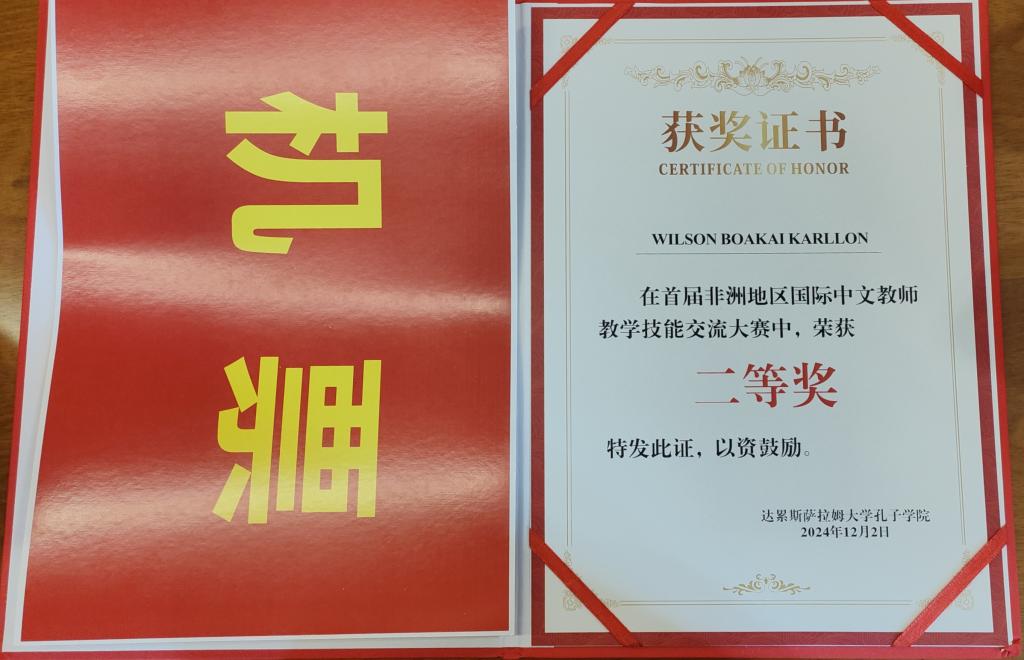 机票
获奖证书
CERTIFICATE OF HONOR
WILSON BOAKAI KARLLON
在首届非洲地区国际中文教师
教学技能交流大赛中，荣获
二等奖
特发此证，以资鼓励。
达累斯萨拉姆大学孔子学院
2024年12月2日